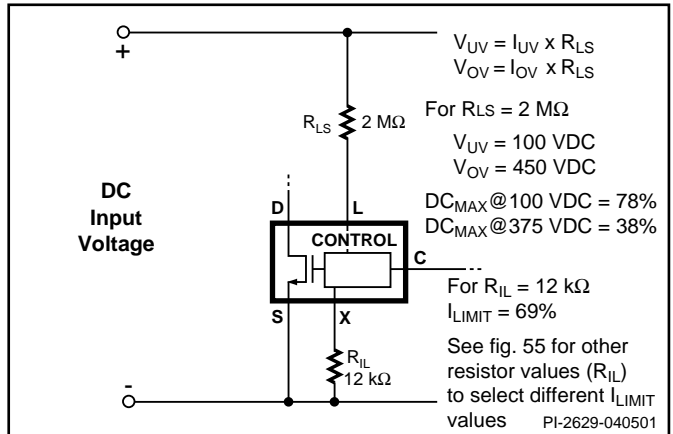 +
V_UV = I_UV x R_LS
V_OV = I_OV x R_LS
For R_LS = 2 MΩ
R_LS 2 MΩ
V_UV = 100 VDC
V_OV = 450 VDC
DC
Input
Voltage
DC_MAX@100 VDC = 78%
DC_MAX@375 VDC = 38%
D
L
CONTROL
C
For R_IL = 12 kΩ
I_LIMIT = 69%
S
X
R_IL
12 kΩ
See fig. 55 for other
resistor values (R_IL)
to select different I_LIMIT
values
-
PI-2629-040501